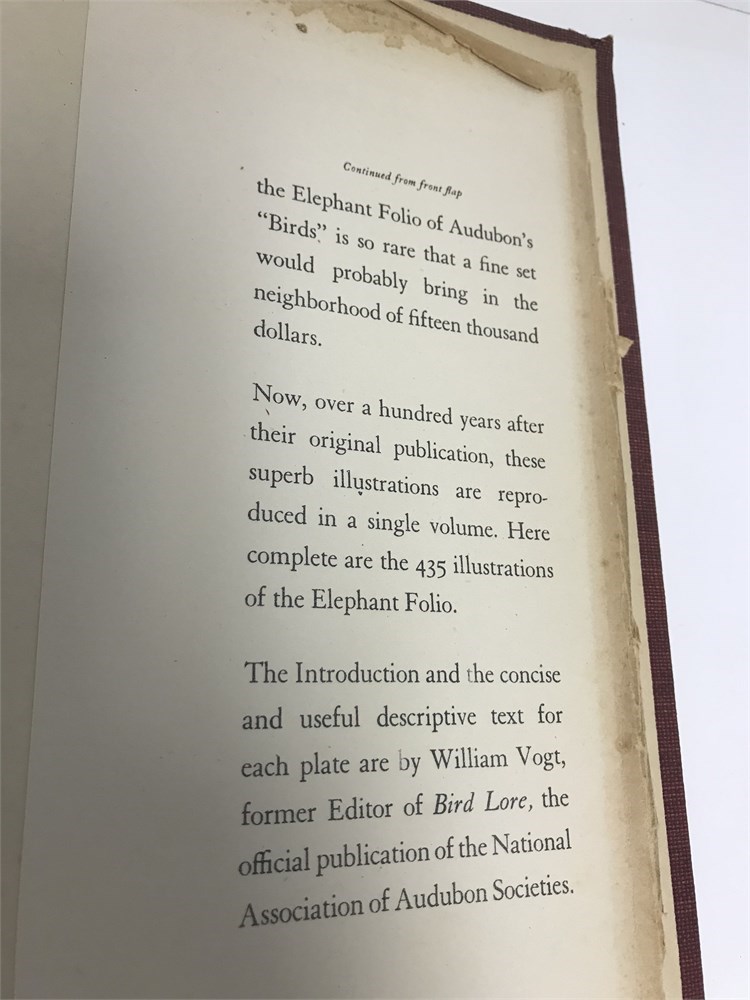 Continued from front flap
the Elephant Folio of Audubon's
“Birds” is so rare that a fine set
would probably bring in the
neighborhood of fifteen thousand
dollars.
Now, over a hundred years after
their original publication, these
superb illustrations are repro-
duced in a single volume. Here
complete are the 435 illustrations
of the Elephant Folio.
The Introduction and the concise
and useful descriptive text for
each plate are by William Vogt,
former Editor of Bird Lore, the
official publication of the National
Association of Audubon Societies.